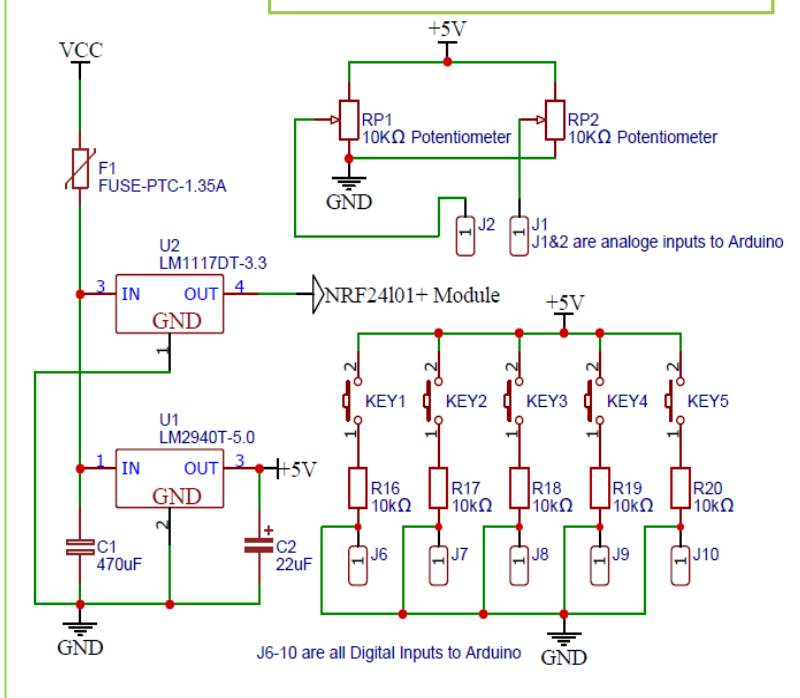 +5V
VCC
RP1
10KΩ Potentiometer
RP2
10KΩ Potentiometer
F1
FUSE-PTC-1.35A
GND
1
J2
1
J1
J1&2 are analoge inputs to Arduino
U2
LM1117DT-3.3
3 IN OUT 4
GND
1
NRF24l01+ Module
+5V
2 2 2 2 2
KEY1 KEY2 KEY3 KEY4 KEY5
1 1 1 1 1
U1
LM2940T-5.0
1 IN OUT 3
+5V
GND
2
R16 R17 R18 R19 R20
10kΩ 10kΩ 10kΩ 10kΩ 10kΩ
C1
470uF
+
C2
22uF
1 J6 1 J7 1 J8 1 J9 1 J10
GND
J6-10 are all Digital Inputs to Arduino
GND